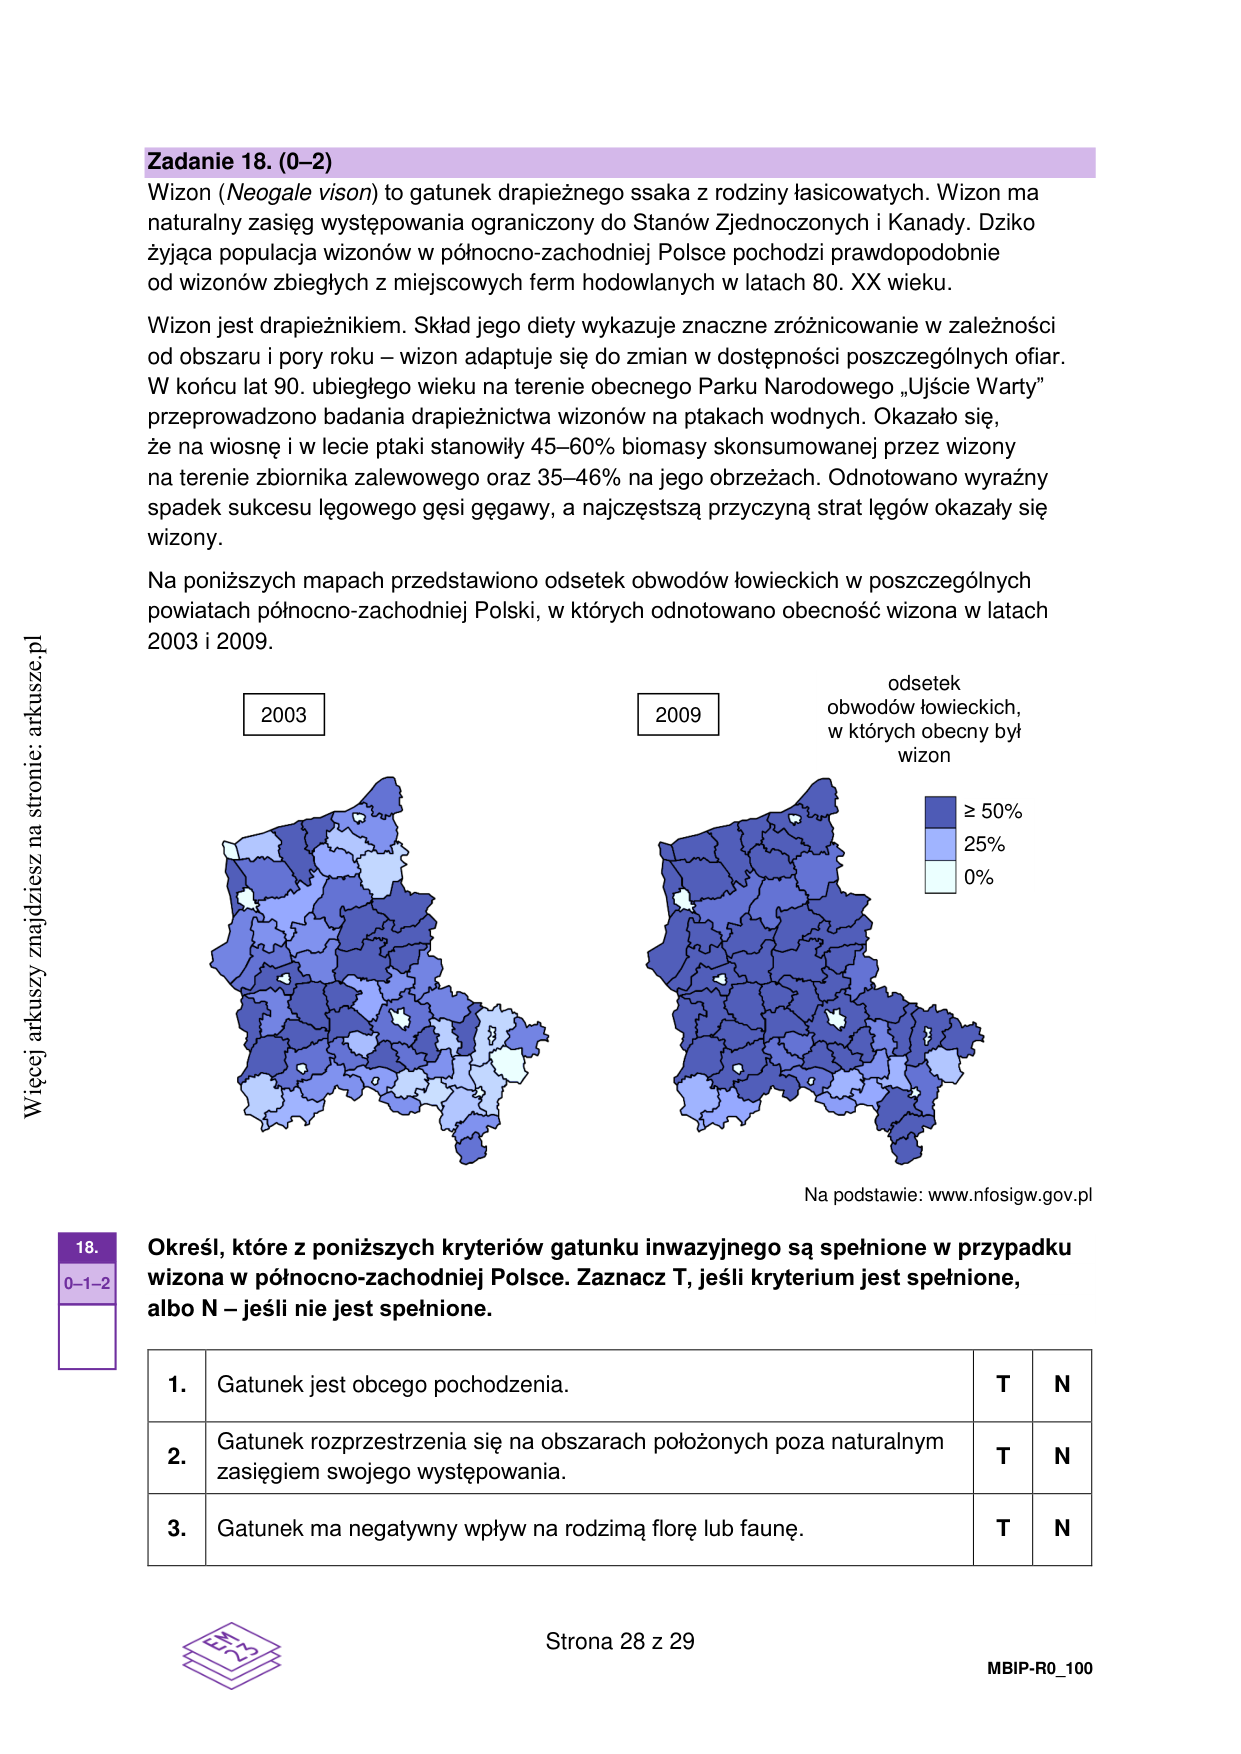 Zadanie 18. (0–2)
Wizon (Neogale vison) to gatunek drapieżnego ssaka z rodziny łasicowatych. Wizon ma
naturalny zasięg występowania ograniczony do Stanów Zjednoczonych i Kanady. Dziko
żyjąca populacja wizonów w północno-zachodniej Polsce pochodzi prawdopodobnie
od wizonów zbiegłych z miejscowych ferm hodowlanych w latach 80. XX wieku.
Wizon jest drapieżnikiem. Skład jego diety wykazuje znaczne zróżnicowanie w zależności
od obszaru i pory roku – wizon adaptuje się do zmian w dostępności poszczególnych ofiar.
W końcu lat 90. ubiegłego wieku na terenie obecnego Parku Narodowego „Ujście Warty”
przeprowadzono badania drapieżnictwa wizonów na ptakach wodnych. Okazało się,
że na wiosnę i w lecie ptaki stanowiły 45–60% biomasy skonsumowanej przez wizony
na terenie zbiornika zalewowego oraz 35–46% na jego obrzeżach. Odnotowano wyraźny
spadek sukcesu lęgowego gęsi gęgawy, a najczęstszą przyczyną strat lęgów okazały się
wizony.
Na poniższych mapach przedstawiono odsetek obwodów łowieckich w poszczególnych
powiatach północno-zachodniej Polski, w których odnotowano obecność wizona w latach
2003 i 2009.
2003
2009
odsetek
obwodów łowieckich,
w których obecny był
wizon
≥ 50%
25%
0%
Na podstawie: www.nfosigw.gov.pl
18.
0–1–2
Określ, które z poniższych kryteriów gatunku inwazyjnego są spełnione w przypadku
wizona w północno-zachodniej Polsce. Zaznacz T, jeśli kryterium jest spełnione,
albo N – jeśli nie jest spełnione.
1. Gatunek jest obcego pochodzenia. T N
2. Gatunek rozprzestrzenia się na obszarach położonych poza naturalnym
zasięgiem swojego występowania. T N
3. Gatunek ma negatywny wpływ na rodzimą florę lub faunę. T N
EM
23
Strona 28 z 29
MBIP-R0_100
Więcej arkuszy znajdziesz na stronie: arkusze.pl